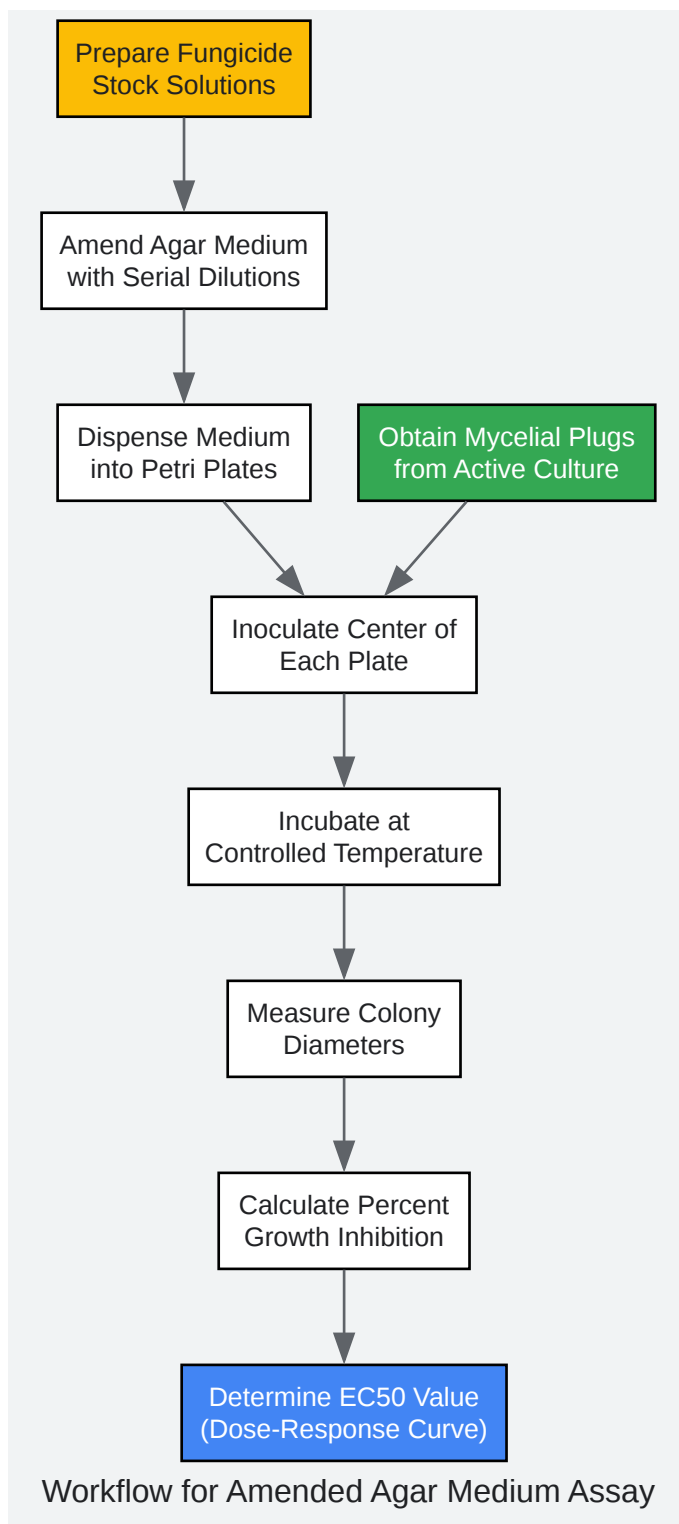 Prepare Fungicide
Stock Solutions
Amend Agar Medium
with Serial Dilutions
Dispense Medium
into Petri Plates
Obtain Mycelial Plugs
from Active Culture
Inoculate Center of
Each Plate
Incubate at
Controlled Temperature
Measure Colony
Diameters
Calculate Percent
Growth Inhibition
Determine EC50 Value
(Dose-Response Curve)
Workflow for Amended Agar Medium Assay